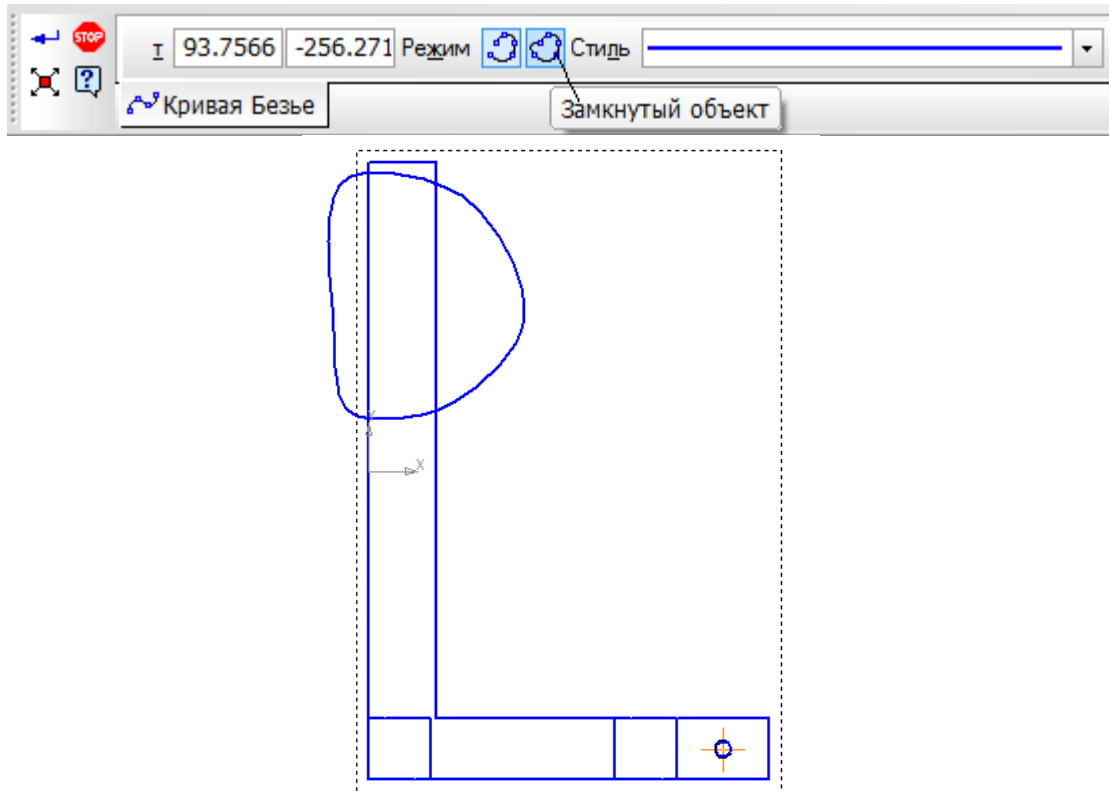 STOP т 93.7566 -256.271 Режим Стиль
? Кривая Безье
Замкнутый объект
Y
X